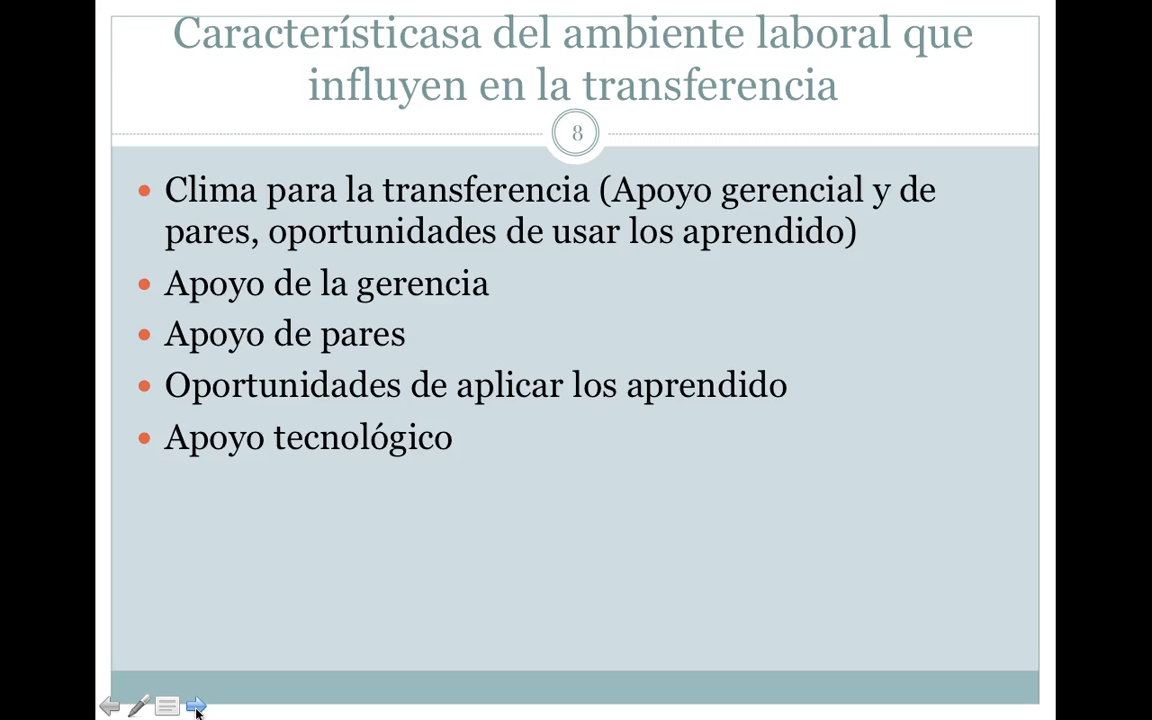 Característicasa del ambiente laboral que
influyen en la transferencia
8
• Clima para la transferencia (Apoyo gerencial y de
pares, oportunidades de usar los aprendido)
• Apoyo de la gerencia
• Apoyo de pares
• Oportunidades de aplicar los aprendido
• Apoyo tecnológico